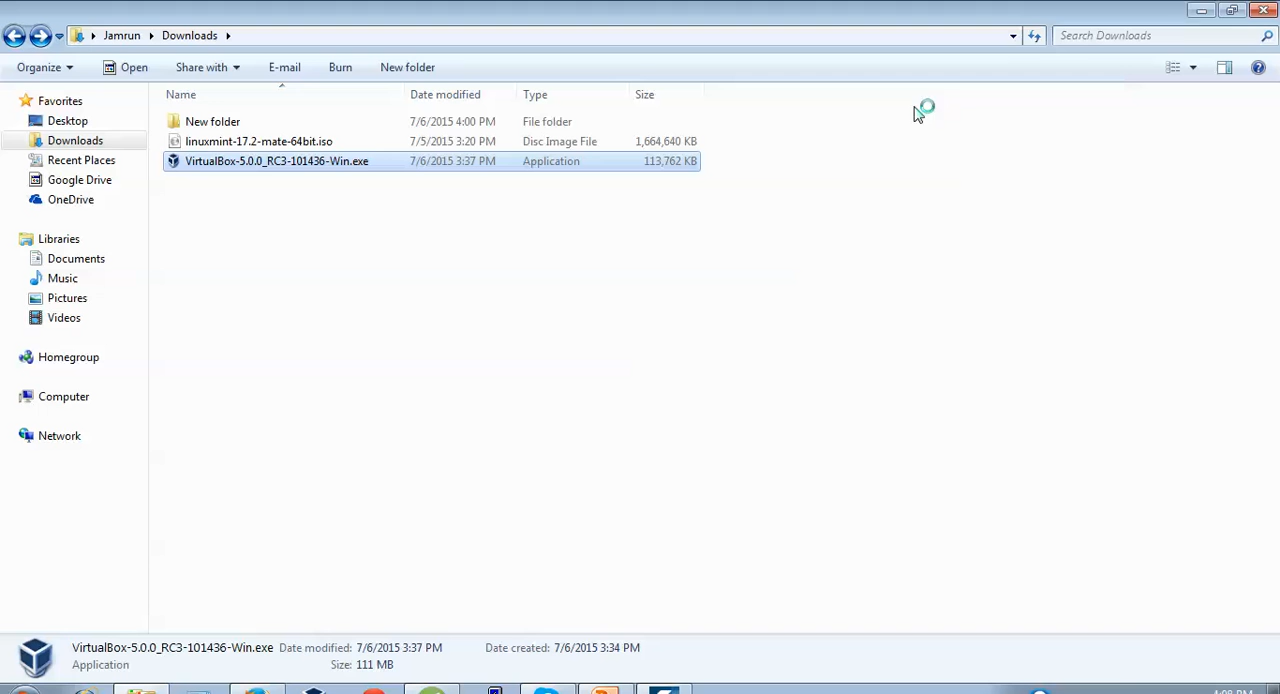 Jamrun Downloads
Search Downloads
Organize Open Share with E-mail Burn New folder
Name Date modified Type Size
Favorites
Desktop
Downloads
Recent Places
Google Drive
OneDrive
Libraries
Documents
Music
Pictures
Videos
Homegroup
Computer
Network
New folder 7/6/2015 4:00 PM File folder
linuxmint-17.2-mate-64bit.iso 7/5/2015 3:20 PM Disc Image File 1,664,640 KB
VirtualBox-5.0.0_RC3-101436-Win.exe 7/6/2015 3:37 PM Application 113,762 KB
VirtualBox-5.0.0_RC3-101436-Win.exe Date modified: 7/6/2015 3:37 PM Date created: 7/6/2015 3:34 PM
Application Size: 111 MB
4:08 PM